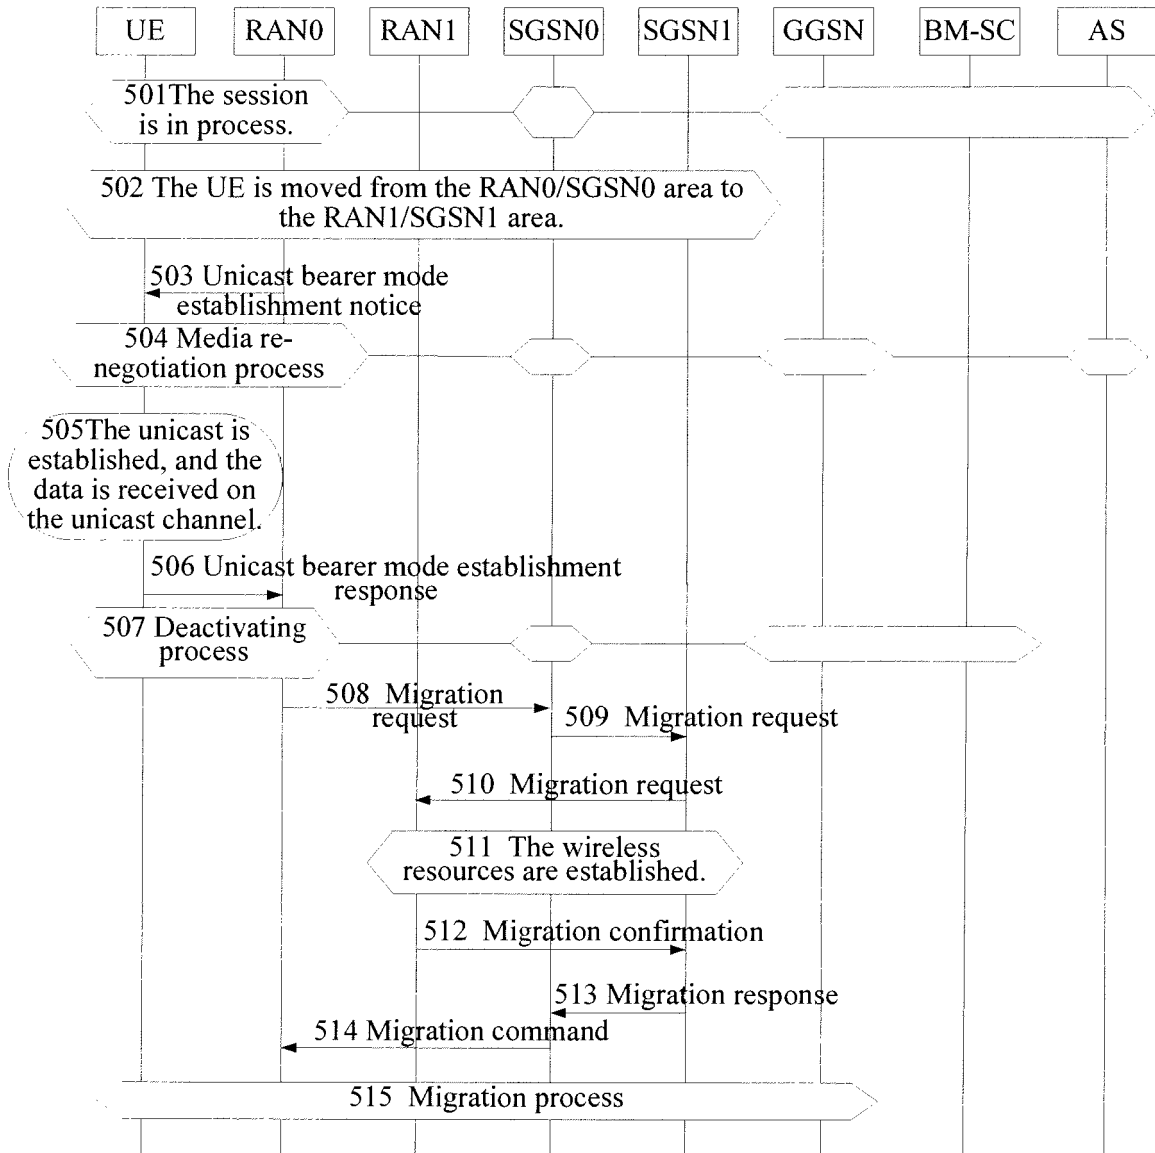 UE RAN0 RAN1 SGSN0 SGSN1 GGSN BM-SC AS
501The session
is in process.
502 The UE is moved from the RAN0/SGSN0 area to
the RAN1/SGSN1 area.
503 Unicast bearer mode
establishment notice
504 Media re-
negotiation process
505The unicast is
established, and the
data is received on
the unicast channel.
506 Unicast bearer mode establishment
response
507 Deactivating
process
508 Migration
request
509 Migration request
510 Migration request
511 The wireless
resources are established.
512 Migration confirmation
513 Migration response
514 Migration command
515 Migration process